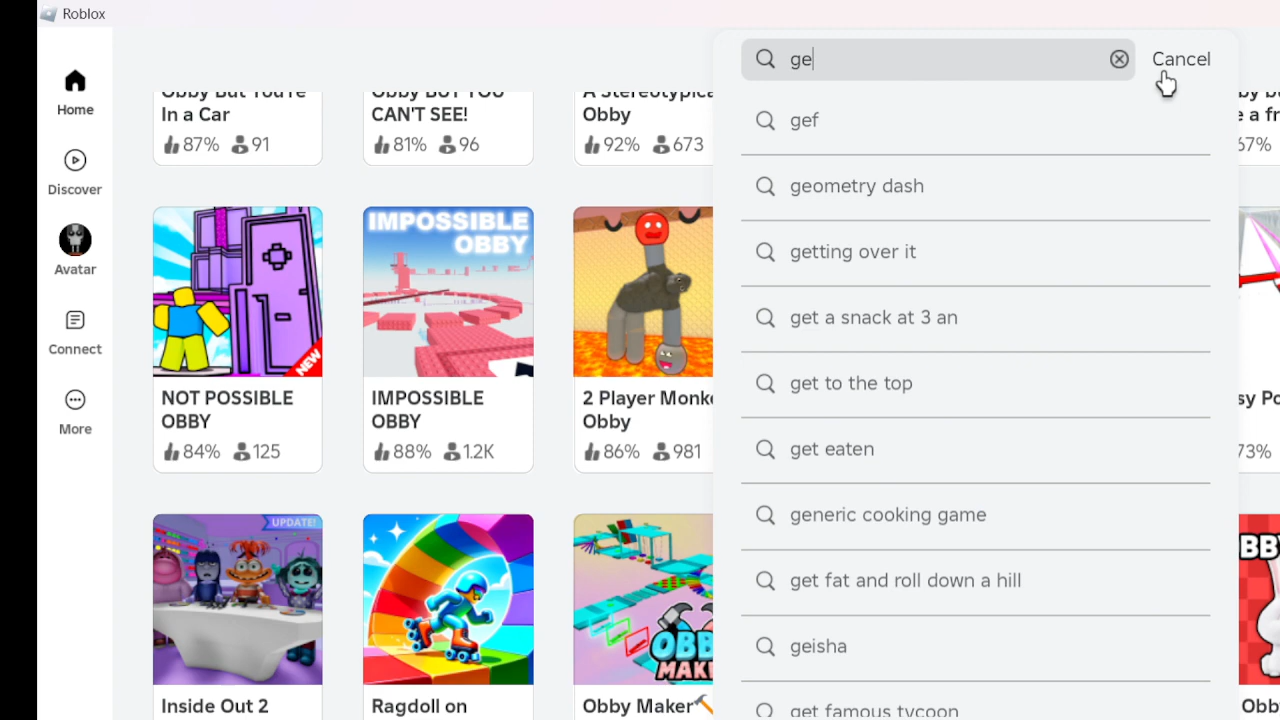 Roblox
ge
Cancel
Home
Discover
Avatar
Connect
More
Obby But You're
In a Car
87% 91
Obby BUT YOU
CAN'T SEE!
81% 96
A Stereotypica
Obby
92% 673
67%
NEW
NOT POSSIBLE
OBBY
84% 125
IMPOSSIBLE
OBBY
IMPOSSIBLE
OBBY
88% 1.2K
2 Player Monke
Obby
86% 981
73%
UPDATE!
Inside Out 2
Ragdoll on
OBB
MAK
Obby Maker
Obb
gef
geometry dash
getting over it
get a snack at 3 an
get to the top
get eaten
generic cooking game
get fat and roll down a hill
geisha
get famous tycoon